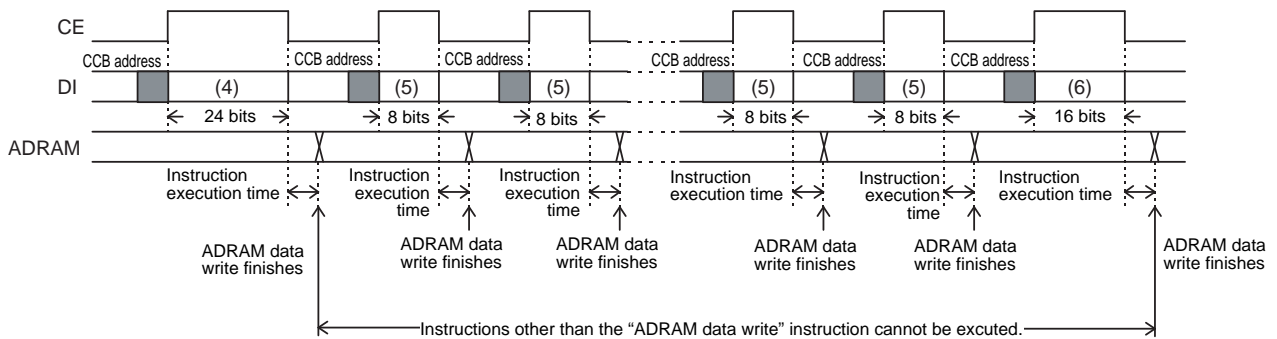 CE
CCB address CCB address CCB address CCB address CCB address CCB address
DI (4) (5) (5) (5) (5) (6)
24 bits 8 bits 8 bits 8 bits 8 bits 16 bits
ADRAM
Instruction execution time
Instruction execution time
Instruction execution time
Instruction execution time
Instruction execution time
Instruction execution time
ADRAM data write finishes
ADRAM data write finishes
ADRAM data write finishes
ADRAM data write finishes
ADRAM data write finishes
ADRAM data write finishes
Instructions other than the “ADRAM data write” instruction cannot be excuted.